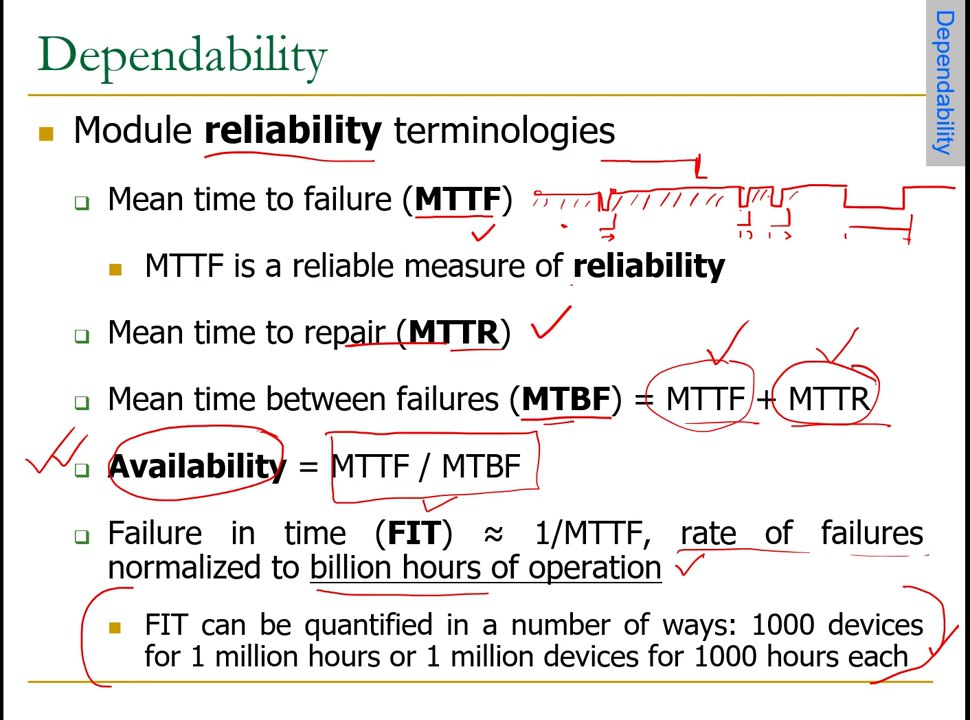 Dependability
Dependability
■ Module reliability terminologies
❑ Mean time to failure (MTTF)
■ MTTF is a reliable measure of reliability
❑ Mean time to repair (MTTR)
❑ Mean time between failures (MTBF) = MTTF + MTTR
❑ Availability = MTTF / MTBF
❑ Failure in time (FIT) ≈ 1/MTTF, rate of failures
normalized to billion hours of operation
■ FIT can be quantified in a number of ways: 1000 devices
for 1 million hours or 1 million devices for 1000 hours each